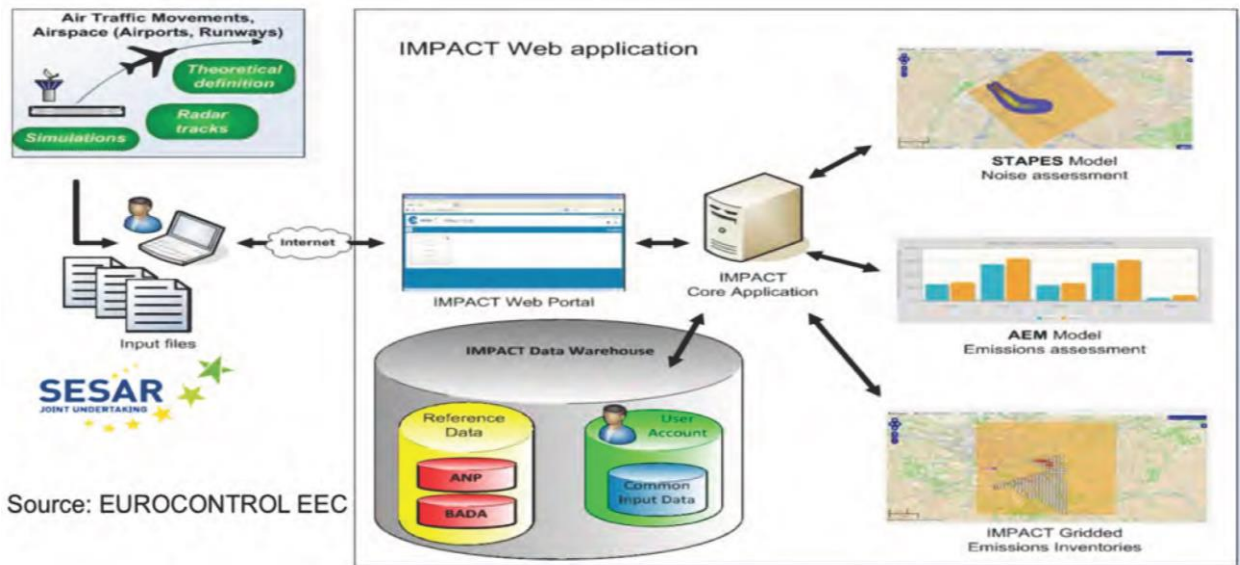 Air Traffic Movements,
Airspace (Airports, Runways)
Theoretical
definition
Radar
tracks
Simulations
Internet
Input files
SESAR
JOINT UNDERTAKING
Source: EUROCONTROL EEC
IMPACT Web application
IMPACT Web Portal
IMPACT
Core Application
STAPES Model
Noise assessment
AEM Model
Emissions assessment
IMPACT Gridded
Emissions Inventories
IMPACT Data Warehouse
Reference
Data
ANP
BADA
User
Account
Common
Input Data